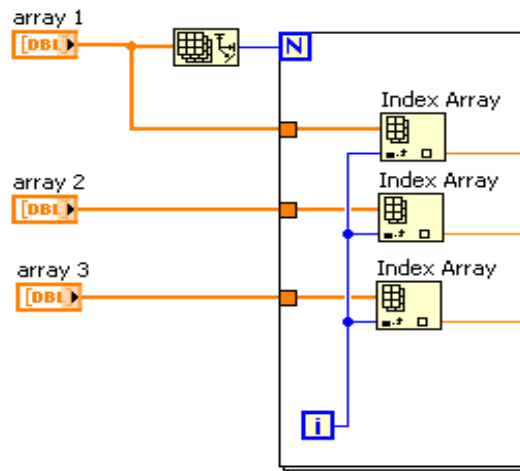 array 1
[DBL]
N
Index Array
array 2
[DBL]
Index Array
array 3
[DBL]
Index Array
i